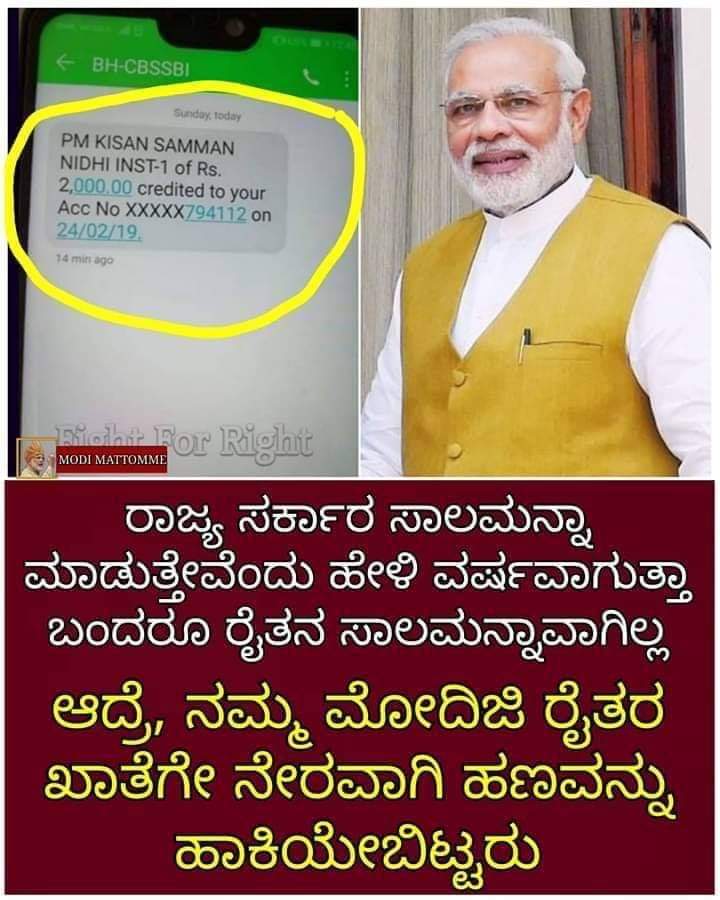 BH-CBSSBI
Sunday, today
PM KISAN SAMMAN
NIDHI INST-1 of Rs.
2,000.00 credited to your
Acc No XXXXX794112 on
24/02/19.
14 min ago
Fight For Right
MODI MATTOMME
ರಾಜ್ಯ ಸರ್ಕಾರ ಸಾಲಮನ್ನಾ
ಮಾಡುತ್ತೇವೆಂದು ಹೇಳಿ ವರ್ಷವಾಗುತ್ತಾ
ಬಂದರೂ ರೈತನ ಸಾಲಮನ್ನಾವಾಗಿಲ್ಲ
ಆದ್ರೆ, ನಮ್ಮ ಮೋದಿಜಿ ರೈತರ
ಖಾತೆಗೇ ನೇರವಾಗಿ ಹಣವನ್ನು
ಹಾಕಿಯೇಬಿಟ್ಟರು